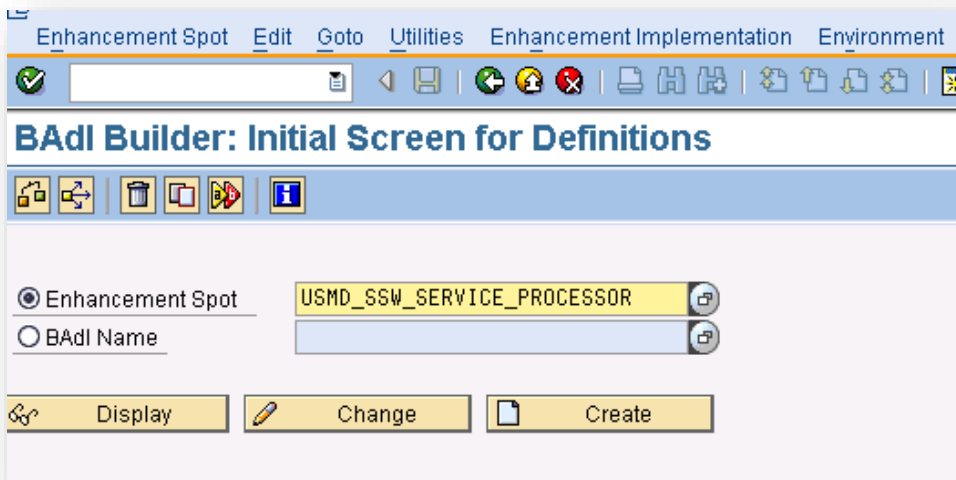 Enhancement Spot Edit Goto Utilities Enhancement Implementation Environment
BAdI Builder: Initial Screen for Definitions
Enhancement Spot USMD_SSW_SERVICE_PROCESSOR
BAdI Name
Display Change Create